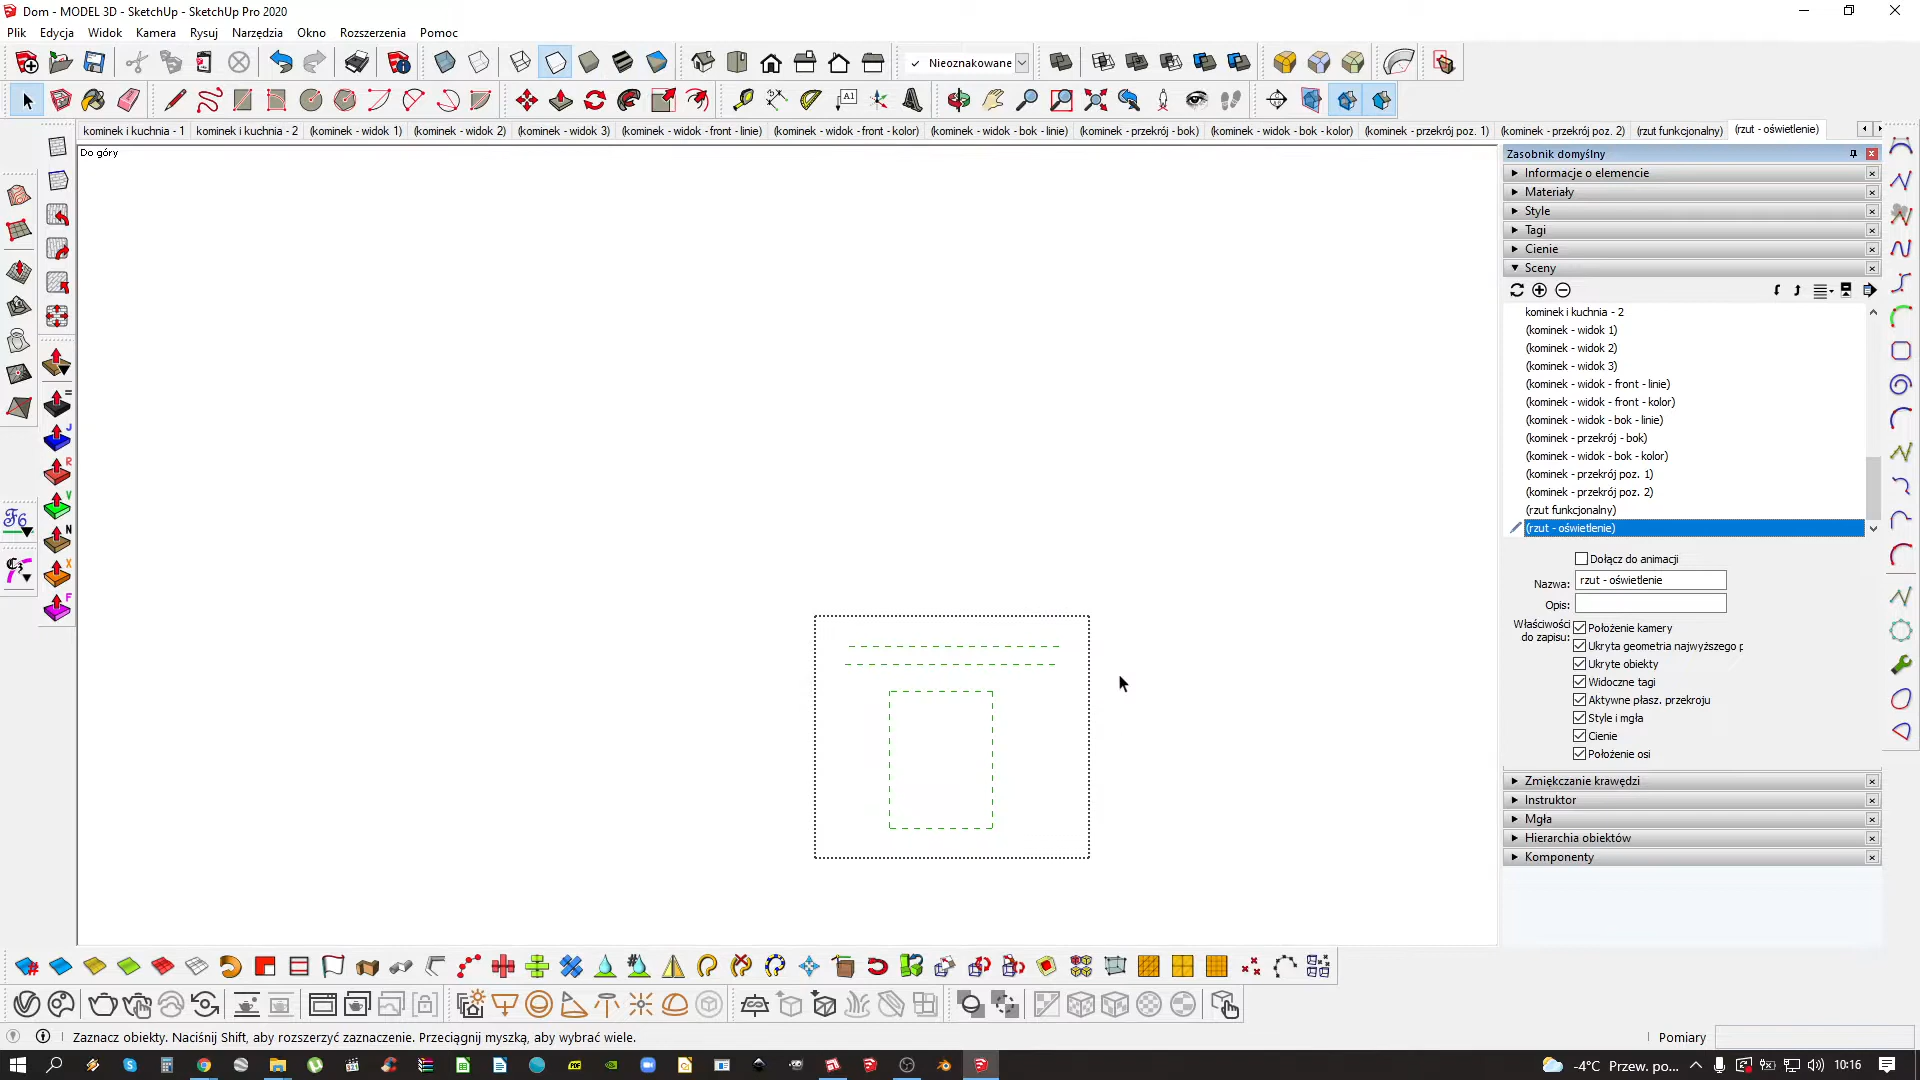 Dom - MODEL 3D - SketchUp - SketchUp Pro 2020
Plik Edycja Widok Kamera Rysuj Narzędzia Okno Rozszerzenia Pomoc
Nieoznakowane
A1
kominek i kuchnia - 1 kominek i kuchnia - 2 (kominek - widok 1) (kominek - widok 2) (kominek - widok 3) (kominek - widok - front - linie) (kominek - widok - front - kolor) (kominek - widok - bok - linie) (kominek - przekrój - bok) (kominek - widok - bok - kolor) (kominek - przekrój poz. 1) (kominek - przekrój poz. 2) (rzut funkcjonalny) (rzut - oświetlenie)
Do góry
Zasobnik domyślny
Informacje o elemencie
Materiały
Style
Tagi
Cienie
Sceny
kominek i kuchnia - 2
(kominek - widok 1)
(kominek - widok 2)
(kominek - widok 3)
(kominek - widok - front - linie)
(kominek - widok - front - kolor)
(kominek - widok - bok - linie)
(kominek - przekrój - bok)
(kominek - widok - bok - kolor)
(kominek - przekrój poz. 1)
(kominek - przekrój poz. 2)
(rzut funkcjonalny)
(rzut - oświetlenie)
Dołącz do animacji
Nazwa: rzut - oświetlenie
Opis:
Właściwości do zapisu:
Położenie kamery
Ukryta geometria najwyższego p
Ukryte obiekty
Widoczne tagi
Aktywne płasz. przekroju
Style i mgła
Cienie
Położenie osi
Zmiękczanie krawędzi
Instruktor
Mgła
Hierarchia obiektów
Komponenty
J
R
V
N
X
F
Zaznacz obiekty. Naciśnij Shift, aby rozszerzyć zaznaczenie. Przeciągnij myszkę, aby wybrać wiele.
Pomiary
-4°C Przew. po... 10:16